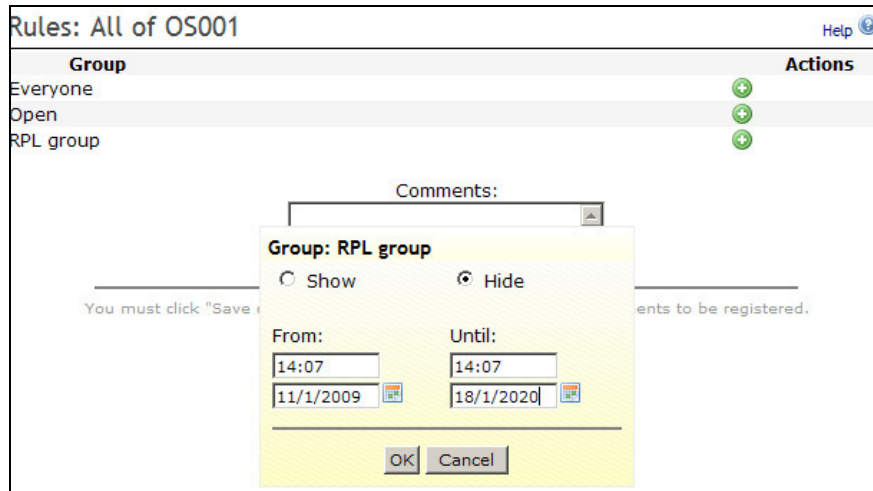 Rules: All of OS001
Help
Group Actions
Everyone
Open
RPL group
Comments:
Group: RPL group
Show Hide
You must click "Save ents to be registered.
From: Until:
14:07 14:07
11/1/2009 18/1/2020
OK Cancel